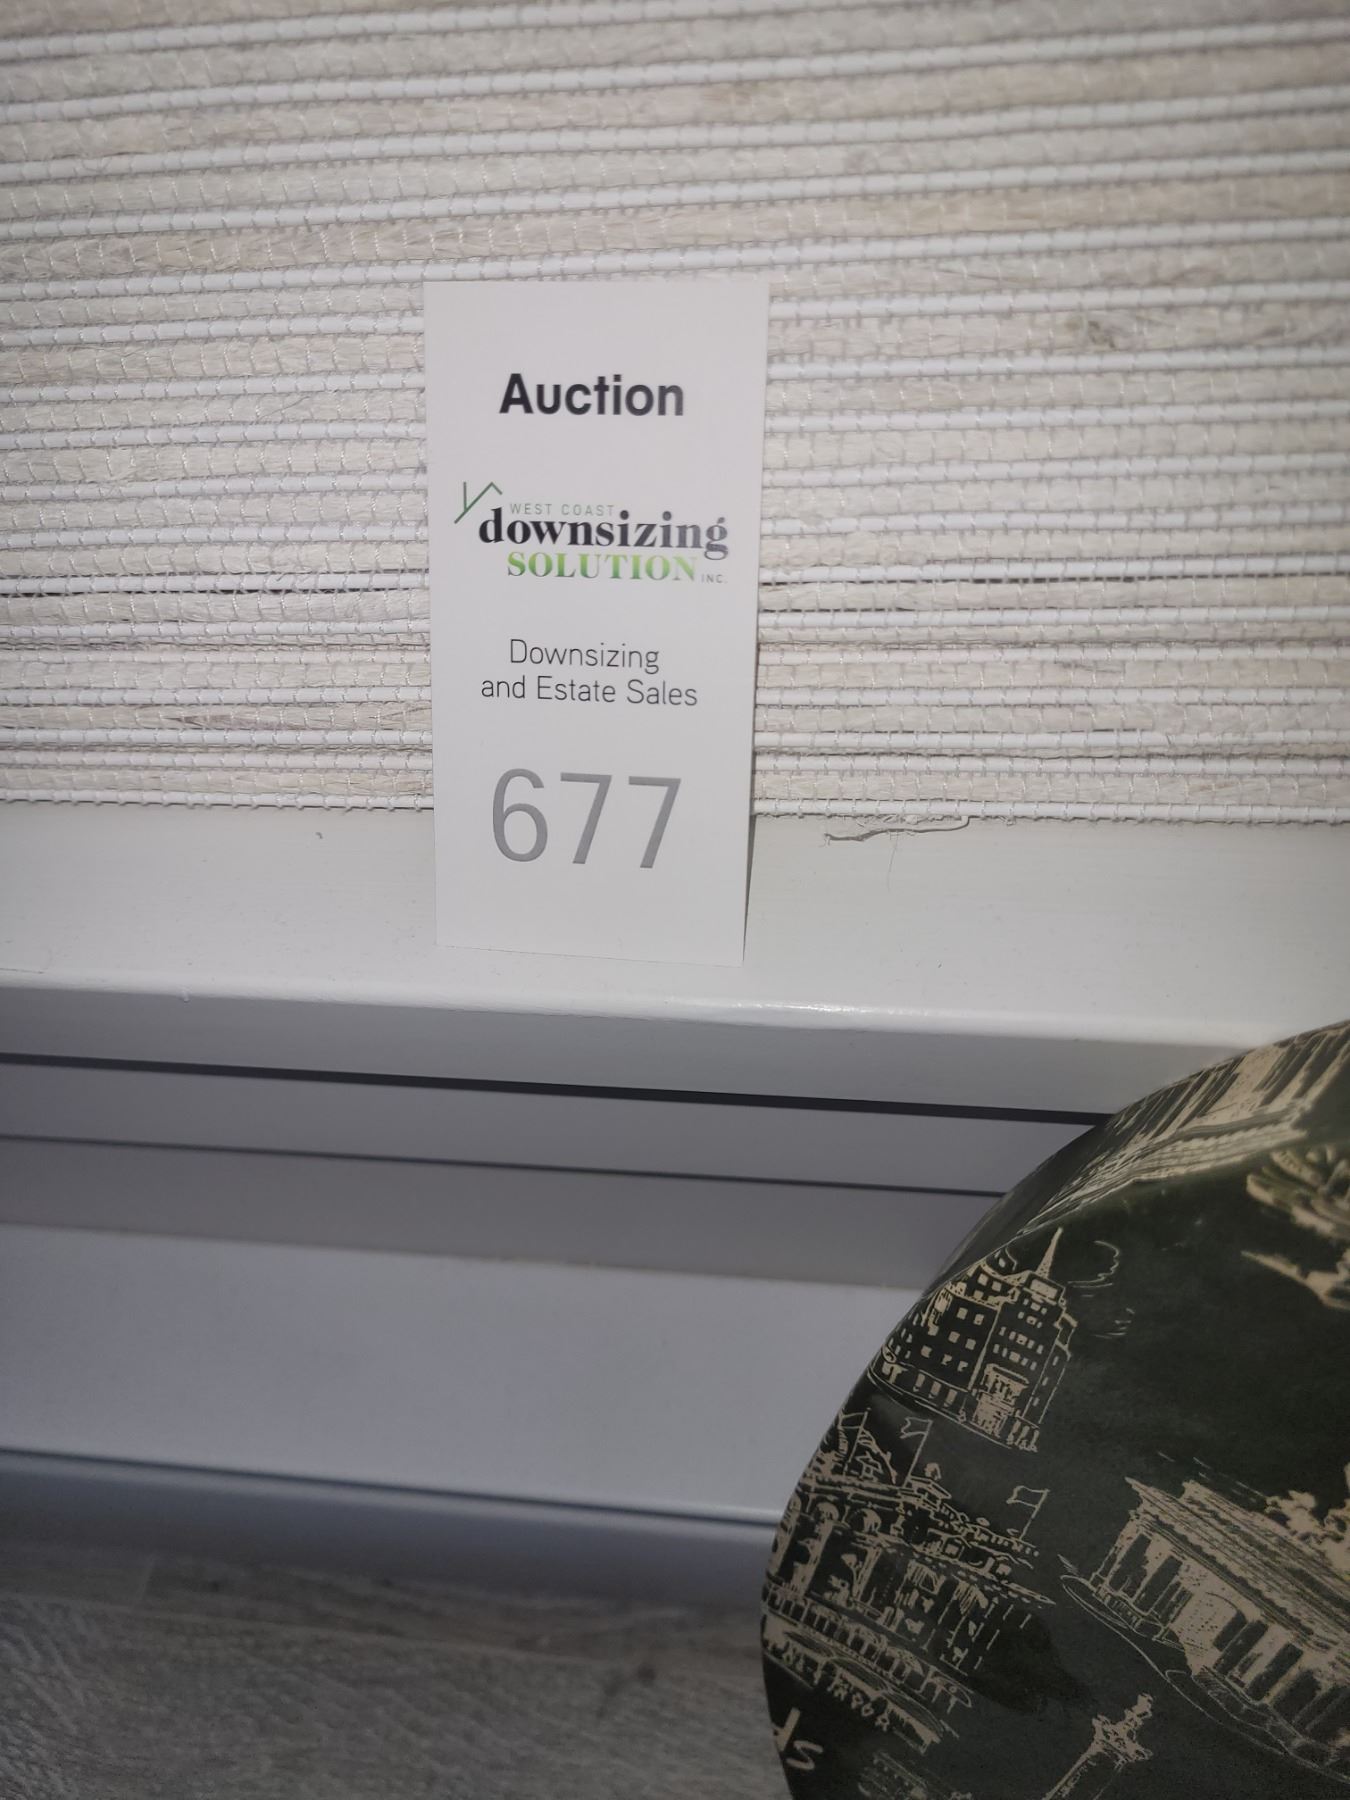 Auction
WEST COAST
downsizing
SOLUTION INC.
Downsizing
and Estate Sales
677